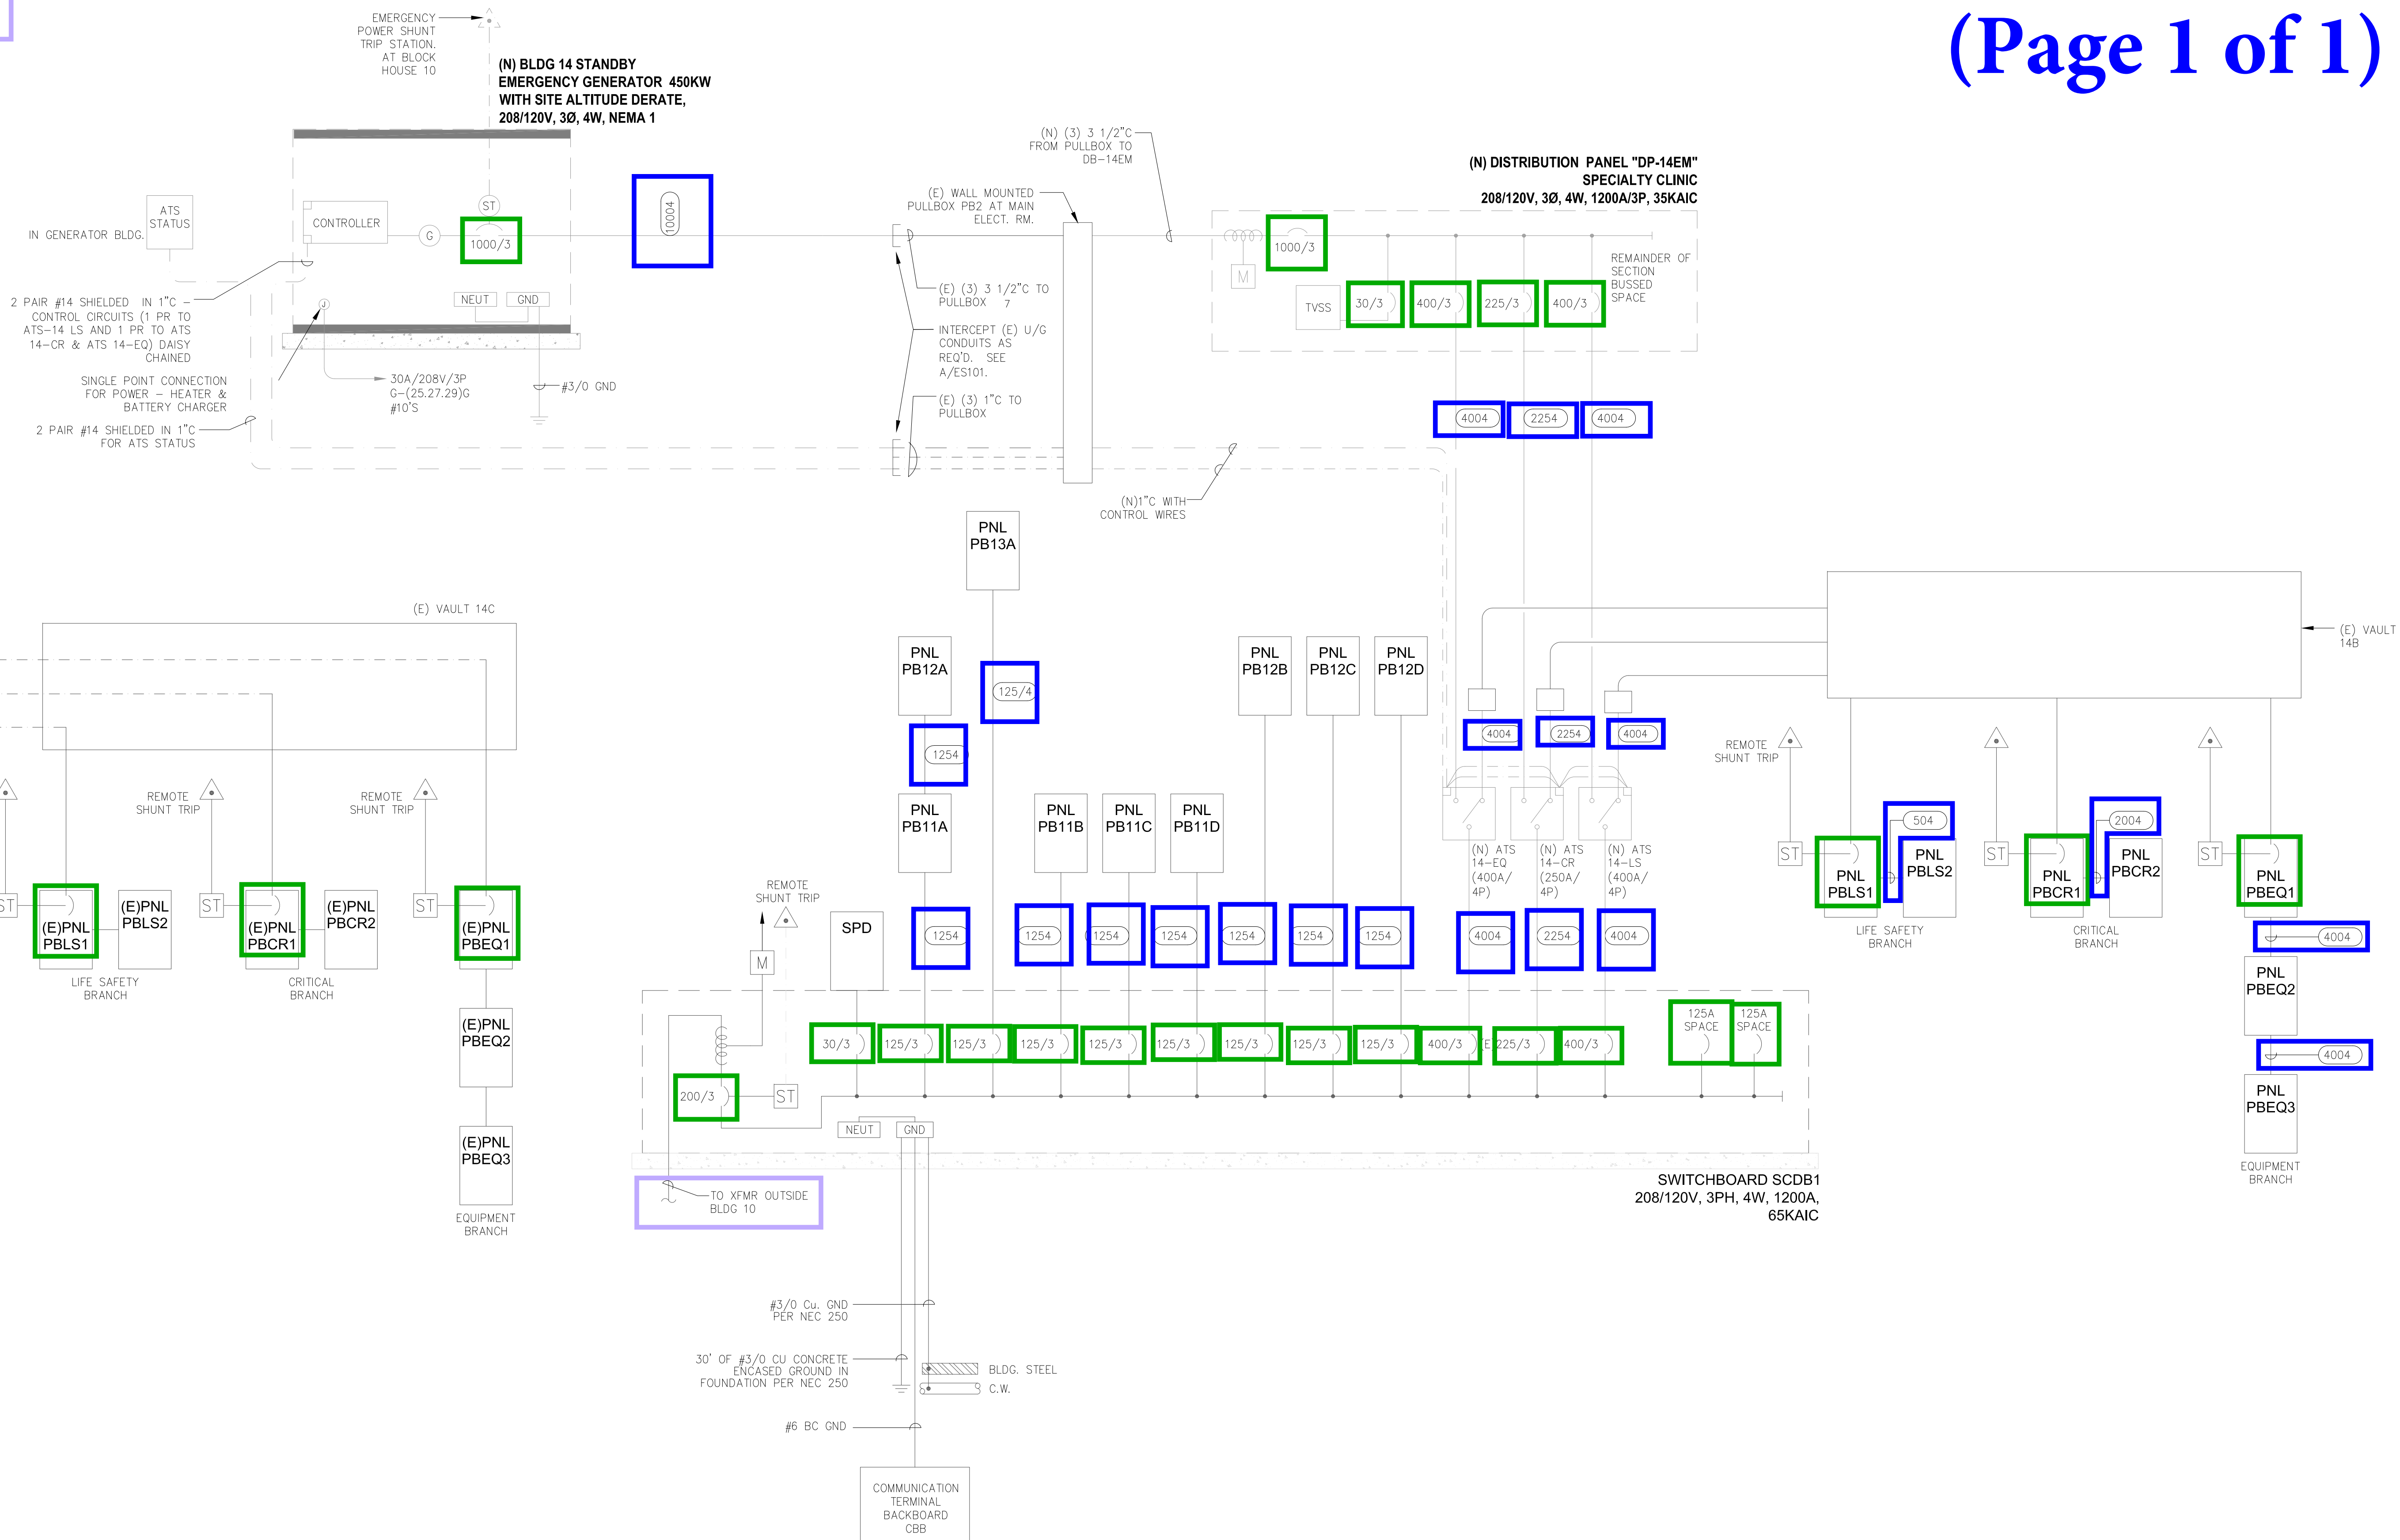 (Page 1 of 1)
EMERGENCY
POWER SHUNT
TRIP STATION.
AT BLOCK
HOUSE 10
(N) BLDG 14 STANDBY
EMERGENCY GENERATOR 450KW
WITH SITE ALTITUDE DERATE,
208/120V, 3Ø, 4W, NEMA 1
ATS
STATUS
IN GENERATOR BLDG.
CONTROLLER
G
ST
1000/3
10004
NEUT
GND
J
2 PAIR #14 SHIELDED IN 1"C –
CONTROL CIRCUITS (1 PR TO
ATS–14 LS AND 1 PR TO ATS
14–CR & ATS 14–EQ) DAISY
CHAINED
SINGLE POINT CONNECTION
FOR POWER – HEATER &
BATTERY CHARGER
2 PAIR #14 SHIELDED IN 1"C
FOR ATS STATUS
30A/208V/3P
G–(25.27.29)G
#10'S
#3/0 GND
(N) (3) 3 1/2"C
FROM PULLBOX TO
DB–14EM
(E) WALL MOUNTED
PULLBOX PB2 AT MAIN
ELECT. RM.
(E) (3) 3 1/2"C TO
PULLBOX 7
INTERCEPT (E) U/G
CONDUITS AS
REQ'D. SEE
A/ES101.
(E) (3) 1"C TO
PULLBOX
(N)1"C WITH
CONTROL WIRES
(N) DISTRIBUTION PANEL "DP-14EM"
SPECIALTY CLINIC
208/120V, 3Ø, 4W, 1200A/3P, 35KAIC
1000/3
M
TVSS
30/3
400/3
225/3
400/3
REMAINDER OF
SECTION
BUSSED
SPACE
4004
2254
4004
(E) VAULT 14C
REMOTE
SHUNT TRIP
REMOTE
SHUNT TRIP
ST
(E)PNL
PBLS1
(E)PNL
PBLS2
LIFE SAFETY
BRANCH
ST
(E)PNL
PBCR1
(E)PNL
PBCR2
CRITICAL
BRANCH
ST
(E)PNL
PBEQ1
(E)PNL
PBEQ2
(E)PNL
PBEQ3
EQUIPMENT
BRANCH
PNL
PB13A
125/4
PNL
PB12A
1254
PNL
PB11A
PNL
PB11B
PNL
PB11C
PNL
PB11D
PNL
PB12B
PNL
PB12C
PNL
PB12D
4004
2254
4004
(N) ATS
14–EQ
(400A/
4P)
(N) ATS
14–CR
(250A/
4P)
(N) ATS
14–LS
(400A/
4P)
1254
1254
1254
1254
1254
1254
1254
4004
2254
4004
REMOTE
SHUNT TRIP
M
SPD
30/3
125/3
125/3
125/3
125/3
125/3
125/3
125/3
125/3
400/3
(E)
225/3
400/3
125A
SPACE
125A
SPACE
200/3
ST
NEUT
GND
TO XFMR OUTSIDE
BLDG 10
SWITCHBOARD SCDB1
208/120V, 3PH, 4W, 1200A,
65KAIC
#3/0 Cu. GND
PER NEC 250
30' OF #3/0 CU CONCRETE
ENCASED GROUND IN
FOUNDATION PER NEC 250
BLDG. STEEL
C.W.
#6 BC GND
COMMUNICATION
TERMINAL
BACKBOARD
CBB
(E) VAULT
14B
REMOTE
SHUNT TRIP
ST
PNL
PBLS1
504
PNL
PBLS2
LIFE SAFETY
BRANCH
ST
PNL
PBCR1
2004
PNL
PBCR2
CRITICAL
BRANCH
ST
PNL
PBEQ1
4004
PNL
PBEQ2
4004
PNL
PBEQ3
EQUIPMENT
BRANCH